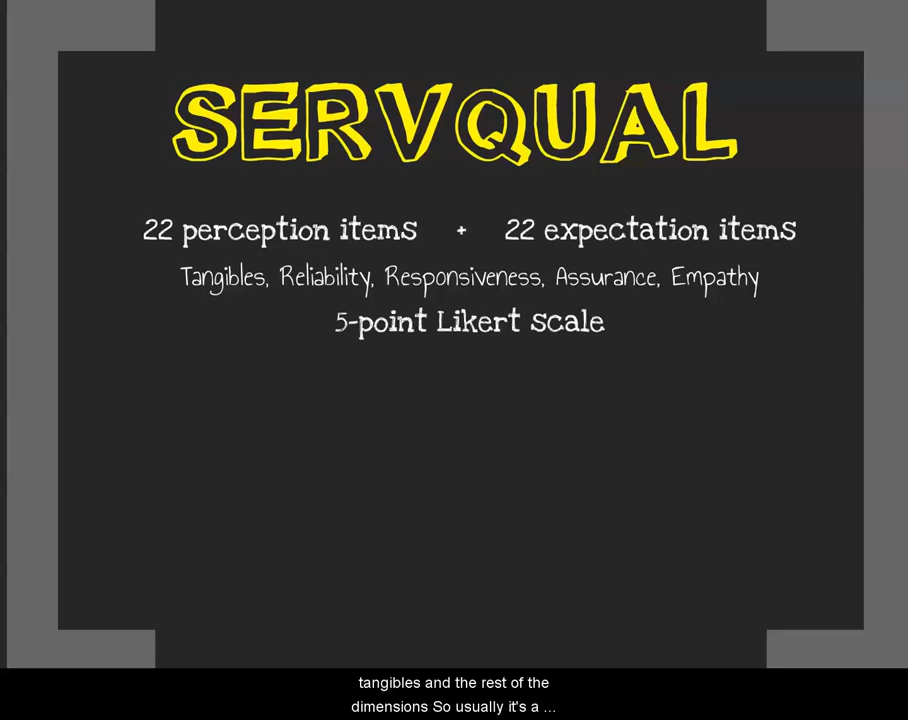 SERVQUAL
22 perception items + 22 expectation items
Tangibles, Reliability, Responsiveness, Assurance, Empathy
5-point Likert scale
tangibles and the rest of the
dimensions So usually it's a ...